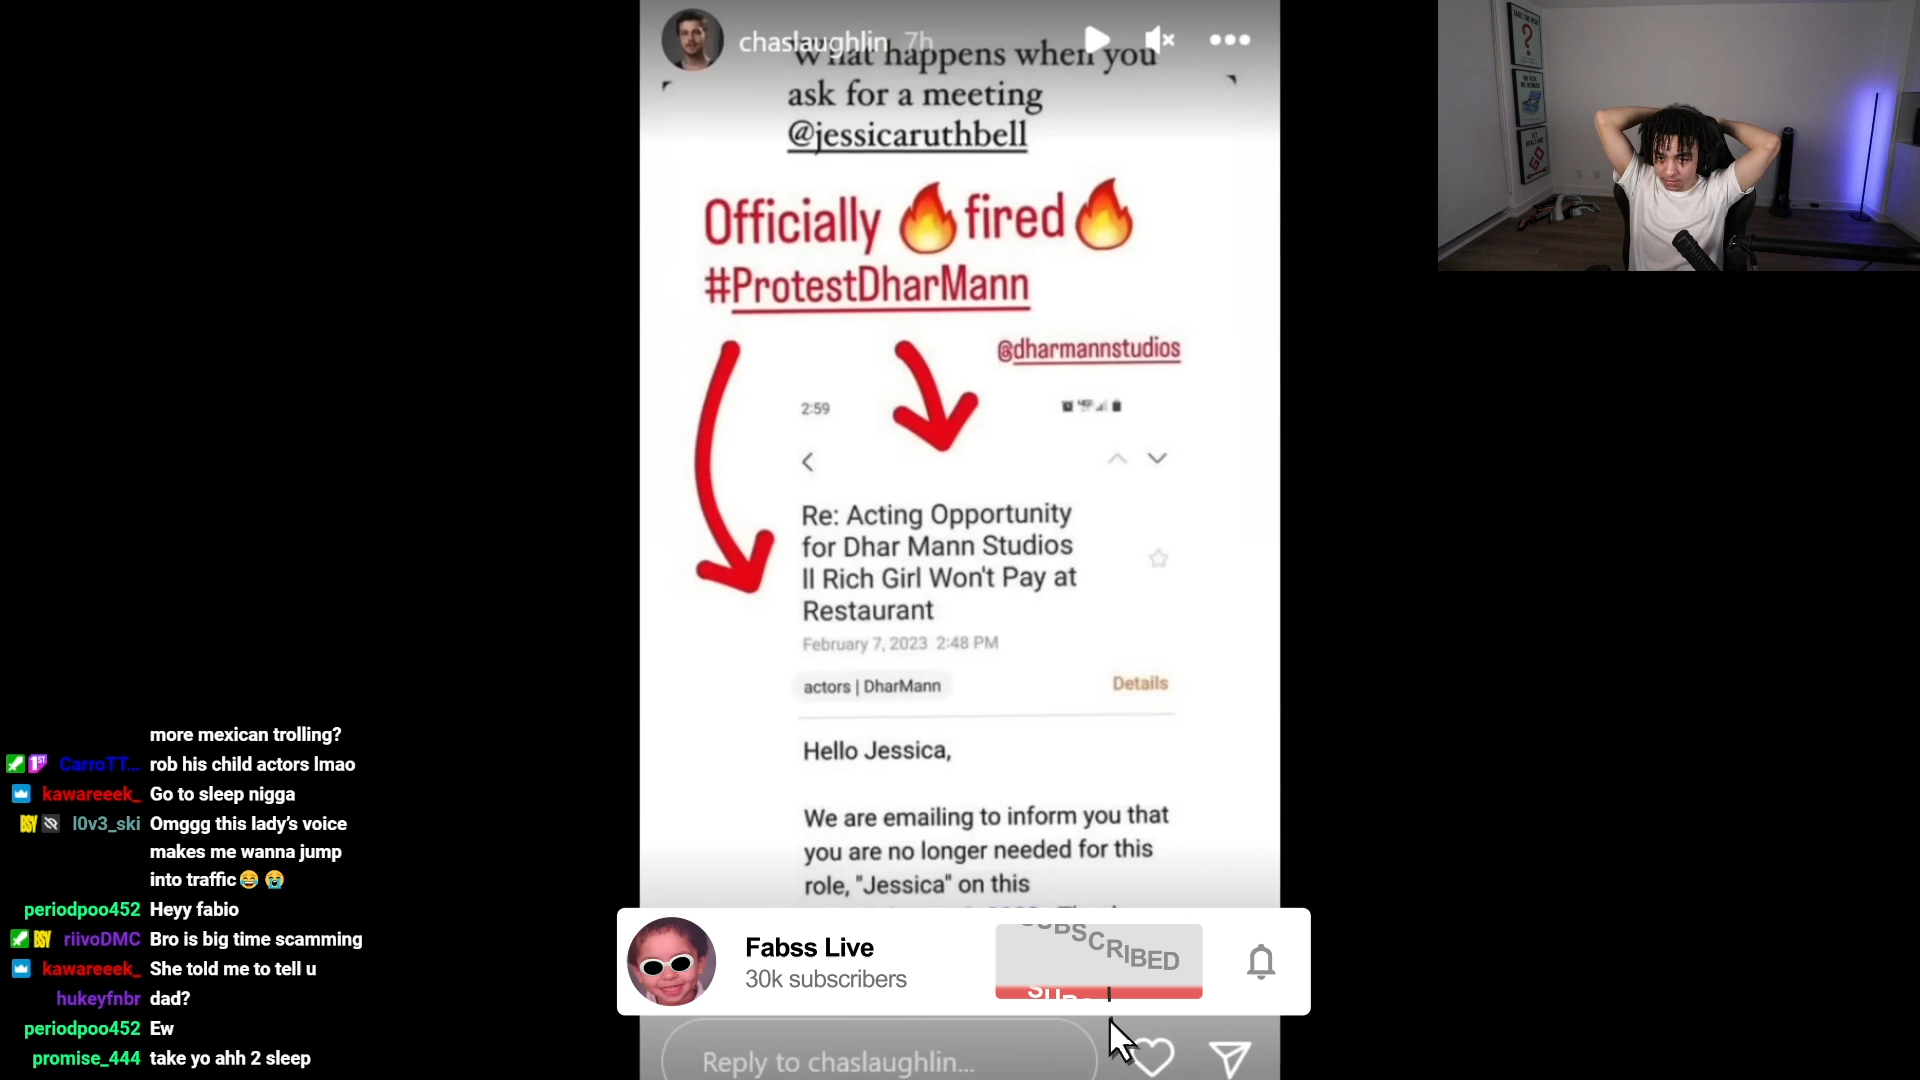 chaslaughlin 7h
What happens when you
ask for a meeting
@jessicaruthbell
Officially 🔥fired🔥
#ProtestDharMann
@dharmannstudios
2:59
Re: Acting Opportunity
for Dhar Mann Studios
ll Rich Girl Won't Pay at
Restaurant
February 7, 2023 2:48 PM
actors | DharMann
Details
Hello Jessica,
We are emailing to inform you that
you are no longer needed for this
role, "Jessica" on this
Fabss Live
30k subscribers
SUBSCRIBED
Reply to chaslaughlin...
more mexican trolling?
CarroTT... rob his child actors lmao
kawareeek_ Go to sleep nigga
l0v3_ski Omggg this lady's voice
makes me wanna jump
into traffic😂 😭
periodpoo452 Heyy fabio
riivoDMC Bro is big time scamming
kawareeek_ She told me to tell u
hukeyfnbr dad?
periodpoo452 Ew
promise_444 take yo ahh 2 sleep
GO